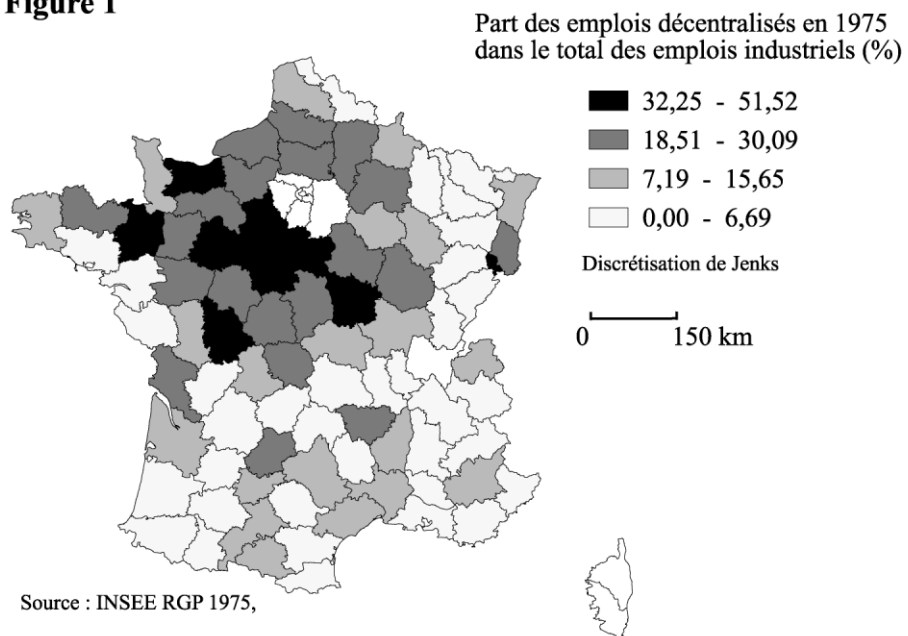 Figure 1
Part des emplois décentralisés en 1975
dans le total des emplois industriels (%)
32,25 - 51,52
18,51 - 30,09
7,19 - 15,65
0,00 - 6,69
Discrétisation de Jenks
0 150 km
Source : INSEE RGP 1975,